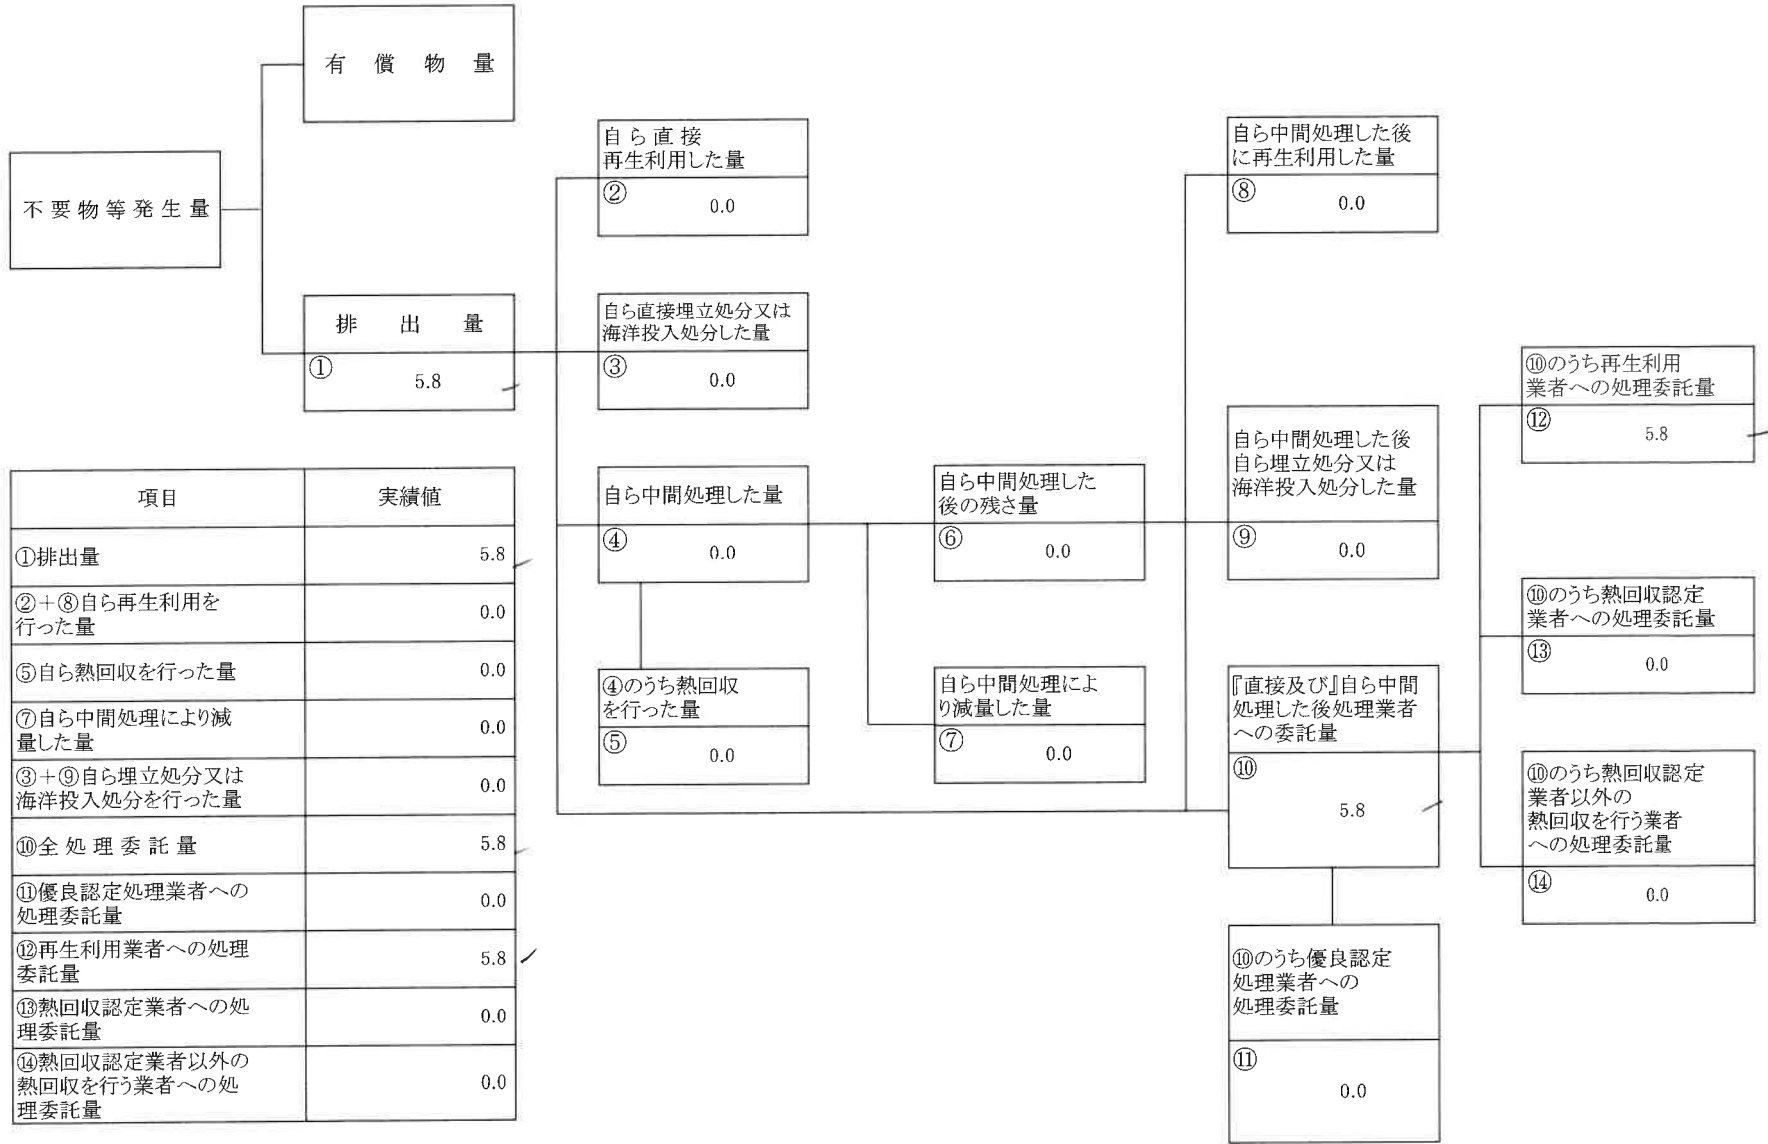 有償物量
不要物等発生量
排出量
①
5.8
自ら直接
再生利用した量
②
0.0
自ら直接埋立処分又は
海洋投入処分した量
③
0.0
自ら中間処理した量
④
0.0
④のうち熱回収
を行った量
⑤
0.0
自ら中間処理した
後の残さ量
⑥
0.0
自ら中間処理によ
り減量した量
⑦
0.0
自ら中間処理した後
に再生利用した量
⑧
0.0
自ら中間処理した後
自ら埋立処分又は
海洋投入処分した量
⑨
0.0
『直接及び』自ら中間
処理した後処理業者
への委託量
⑩
5.8
⑩のうち優良認定
処理業者への
処理委託量
⑪
0.0
⑩のうち再生利用
業者への処理委託量
⑫
5.8
⑩のうち熱回収認定
業者への処理委託量
⑬
0.0
⑩のうち熱回収認定
業者以外の
熱回収を行う業者
への処理委託量
⑭
0.0
項目 実績値
①排出量 5.8
②＋⑧自ら再生利用を
行った量 0.0
⑤自ら熱回収を行った量 0.0
⑦自ら中間処理により減
量した量 0.0
③＋⑨自ら埋立処分又は
海洋投入処分を行った量 0.0
⑩全処理委託量 5.8
⑪優良認定処理業者への
処理委託量 0.0
⑫再生利用業者への処理
委託量 5.8
⑬熱回収認定業者への処
理委託量 0.0
⑭熱回収認定業者以外の
熱回収を行う業者への処
理委託量 0.0